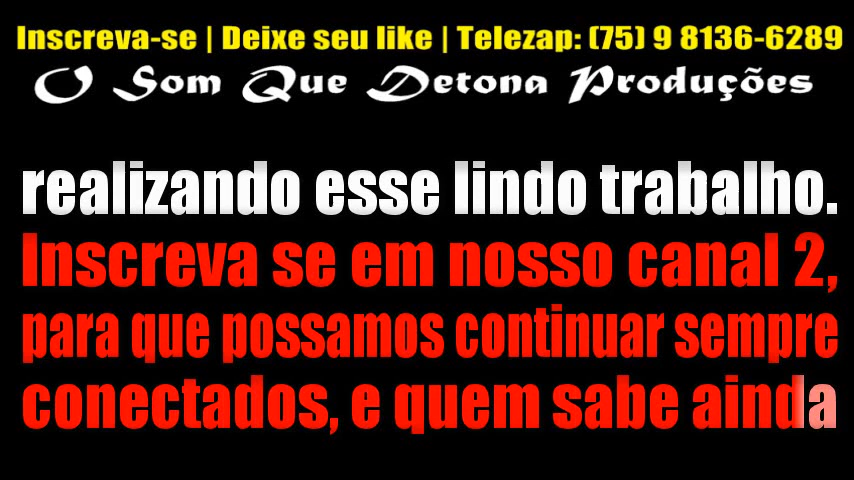 Inscreva-se | Deixe seu like | Telezap: (75) 9 8136-6289
O Som Que Detona Produções
realizando esse lindo trabalho.
Inscreva se em nosso canal 2,
para que possamos continuar sempre
conectados, e quem sabe ainda